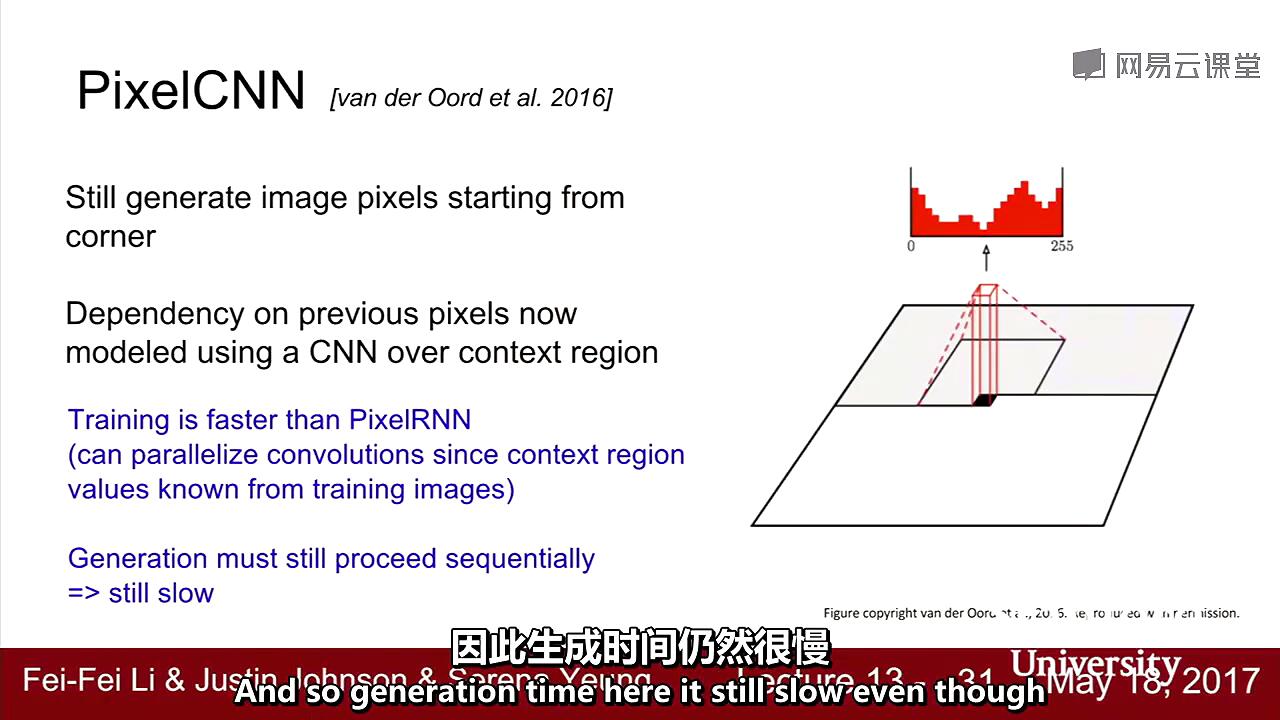 网易云课堂
PixelCNN [van der Oord et al. 2016]
Still generate image pixels starting from
corner
0 255
Dependency on previous pixels now
modeled using a CNN over context region
Training is faster than PixelRNN
(can parallelize convolutions since context region
values known from training images)
Generation must still proceed sequentially
=> still slow
Figure copyright van der Oord et al., 2016. Reproduced with permission.
因此生成时间仍然很慢
Fei-Fei Li & Justin Johnson & Serena Yeung Lecture 13 - 31 May 18, 2017
University
And so generation time here it still slow even though